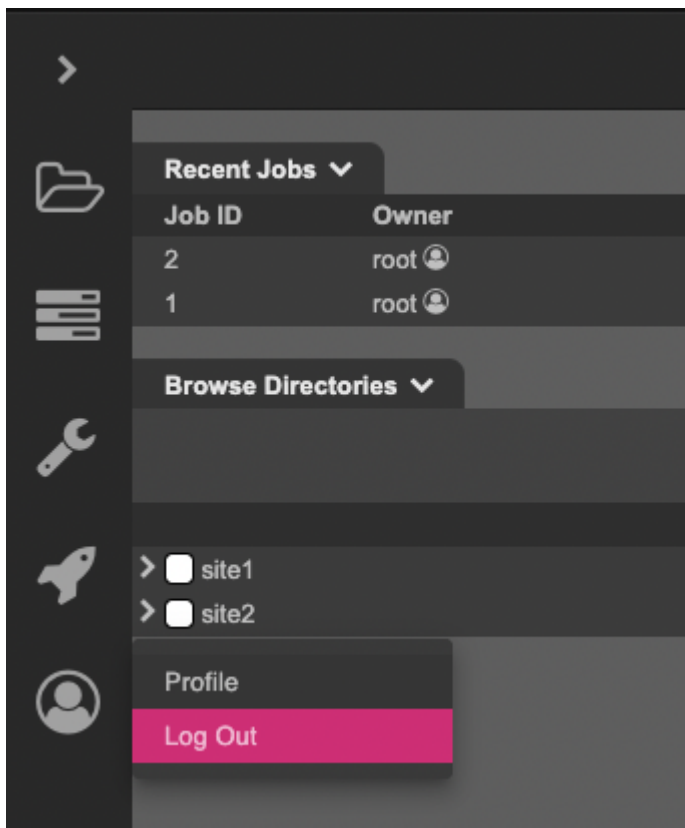 Recent Jobs
Job ID Owner
2 root
1 root
Browse Directories
site1
site2
Profile
Log Out